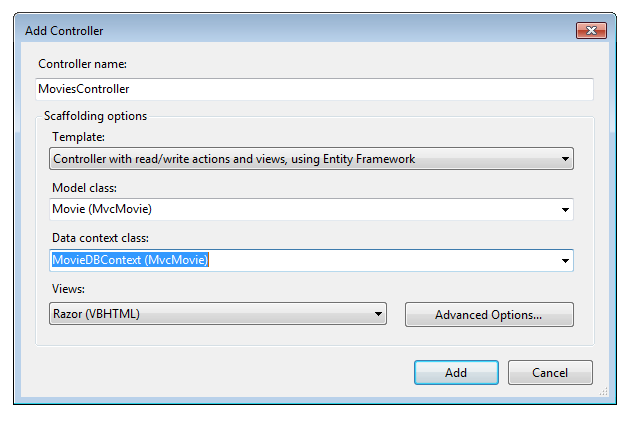 Add Controller
Controller name:
MoviesController
Scaffolding options
Template:
Controller with read/write actions and views, using Entity Framework
Model class:
Movie (MvcMovie)
Data context class:
MovieDBContext (MvcMovie)
Views:
Razor (VBHTML)
Advanced Options...
Add
Cancel